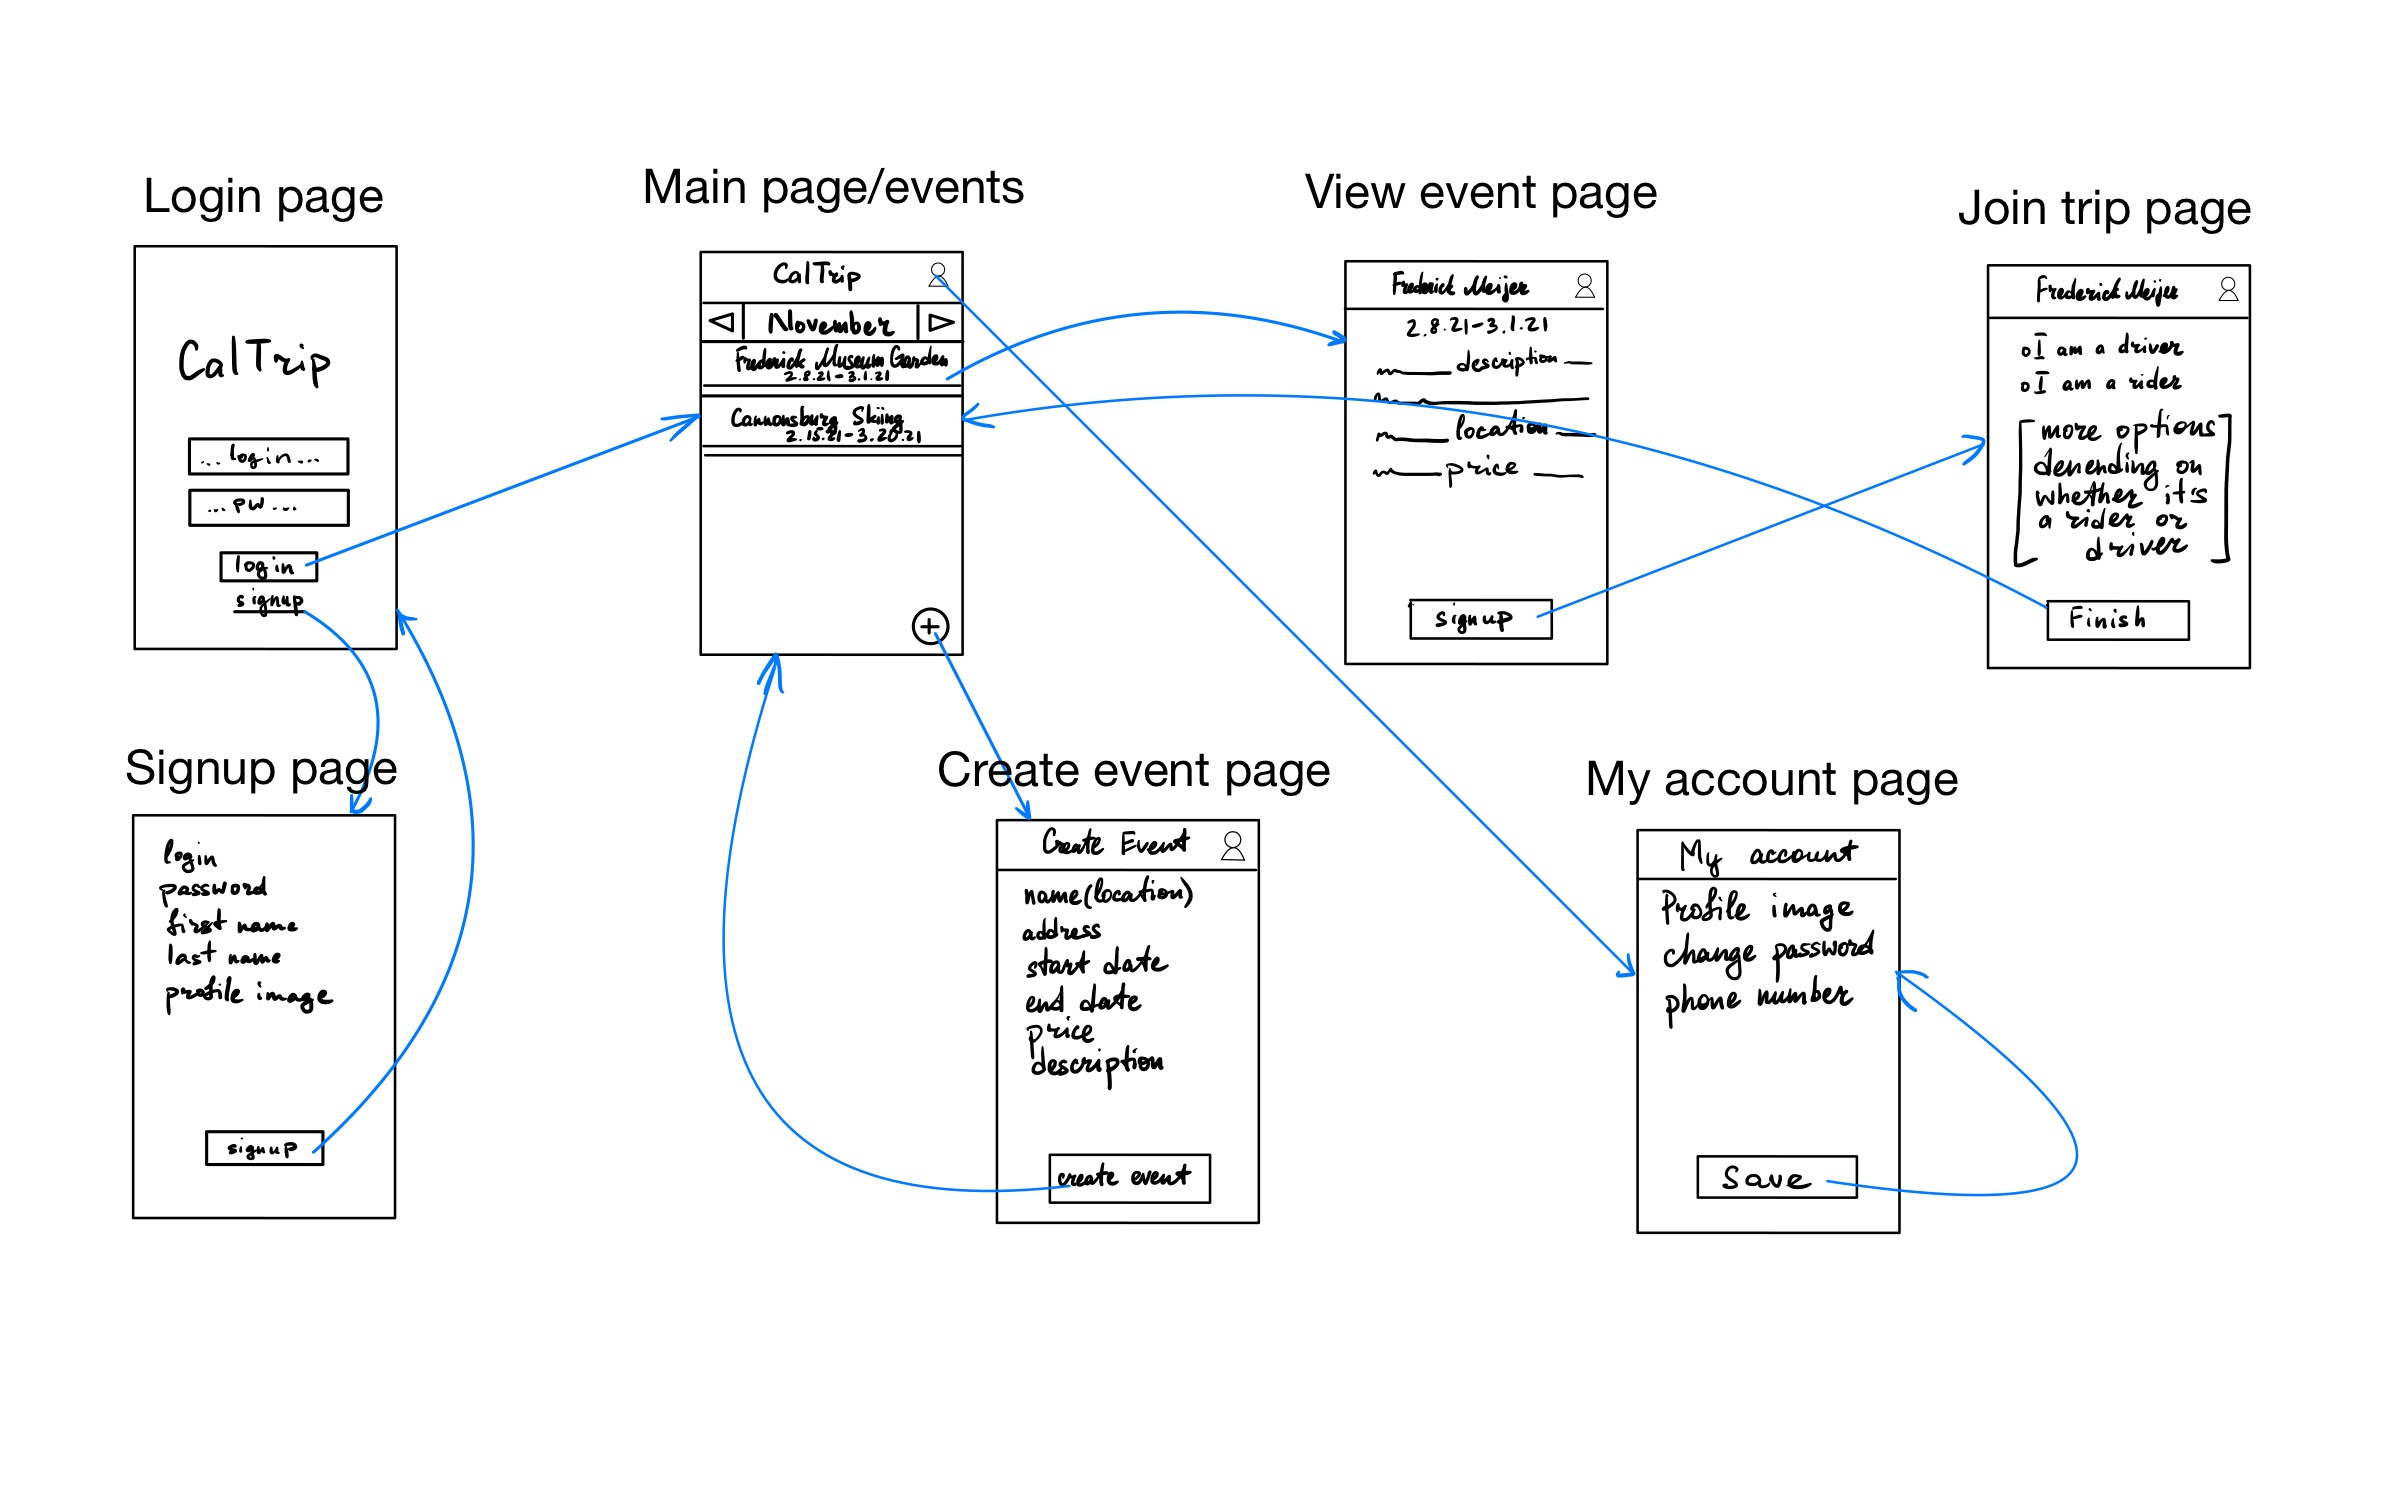 Login page
CalTrip
...login...
...pw...
login
signup
Main page/events
CalTrip
November
Frederick Museum Garden
2.8.21-3.1.21
Cannonsburg Skiing
2.15.21-3.20.21
+
View event page
Frederick Meijer
2.8.21-3.1.21
description
location
price
signup
Join trip page
Frederick Meijer
I am a driver
I am a rider
[more options
denending on
whether it's
a rider or
driver]
Finish
Signup page
login
password
first name
last name
profile image
signup
Create event page
Create Event
name(location)
address
start date
end date
price
description
create event
My account page
My account
Profile image
change password
phone number
Save